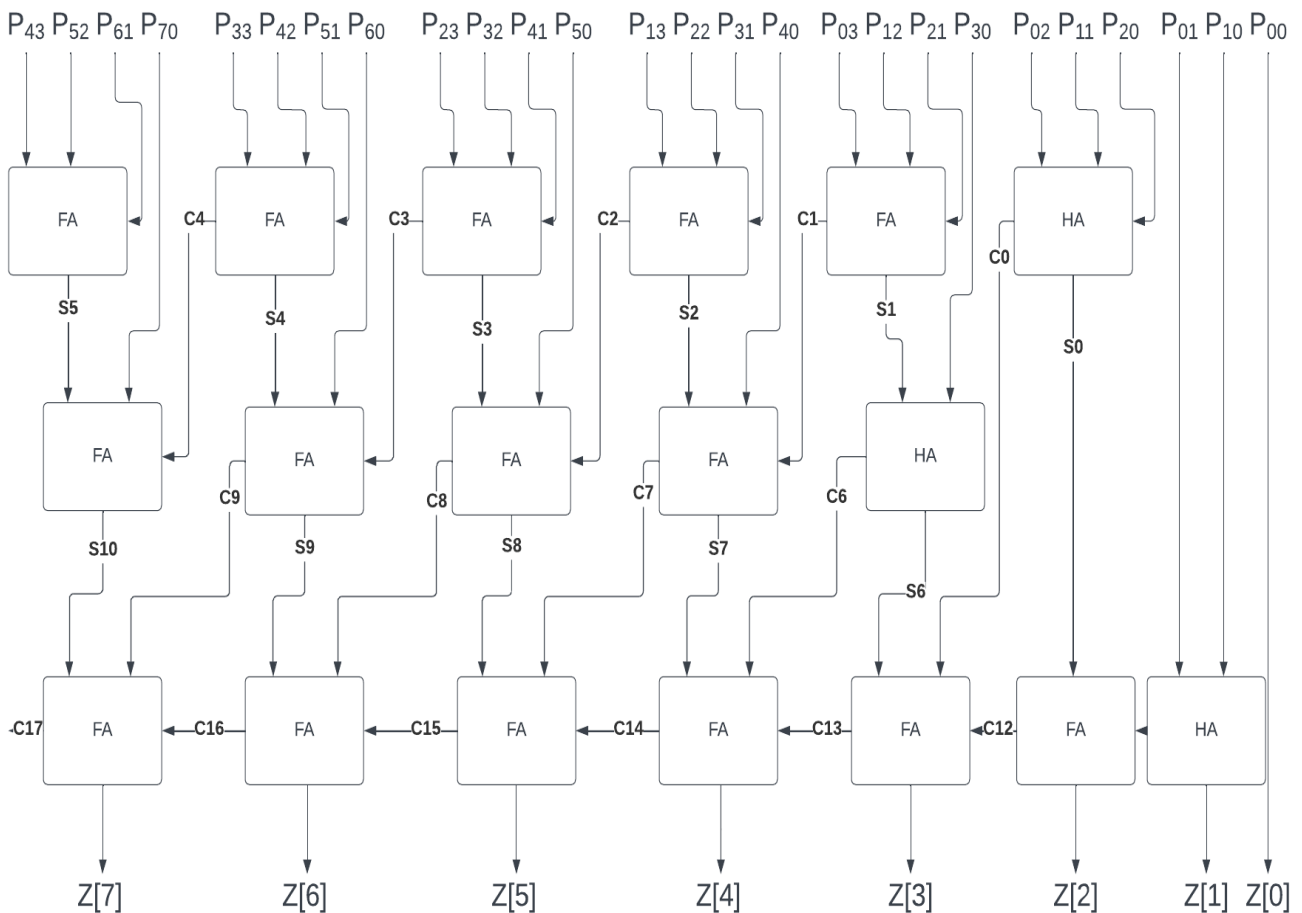 P43 P52 P61 P70 P33 P42 P51 P60 P23 P32 P41 P50 P13 P22 P31 P40 P03 P12 P21 P30 P02 P11 P20 P01 P10 P00
FA C4 FA C3 FA C2 FA C1 FA HA
C0
S5 S4 S3 S2 S1 S0
FA FA FA FA HA
C9 C8 C7 C6
S10 S9 S8 S7 S6
C17 FA C16 FA C15 FA C14 FA C13 FA C12 FA HA
Z[7] Z[6] Z[5] Z[4] Z[3] Z[2] Z[1] Z[0]